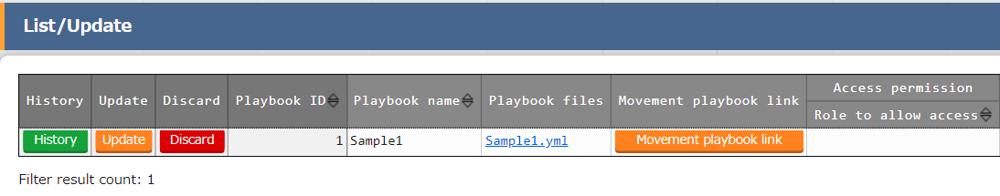 List/Update
History Update Discard Playbook ID Playbook name Playbook files Movement playbook link Access permission
Role to allow access
History Update Discard 1 Sample1 Sample1.yml Movement playbook link
Filter result count: 1